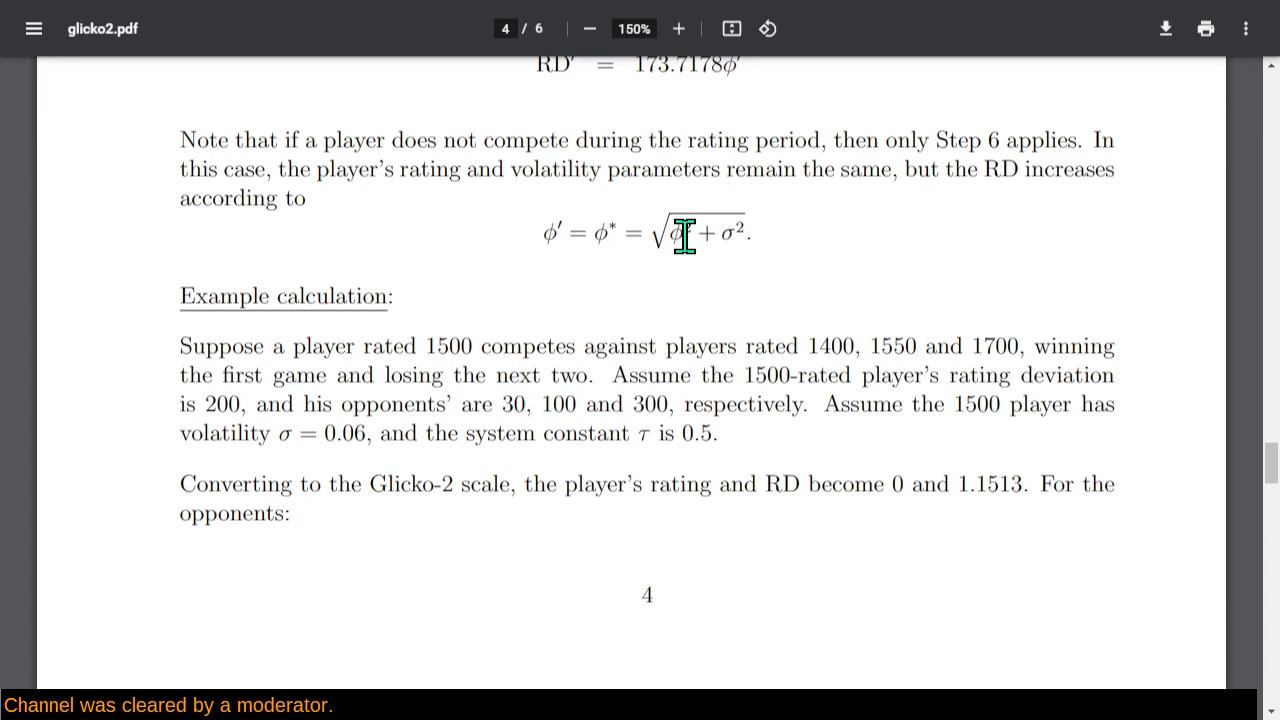 glicko2.pdf
4 / 6
150%
RD′ = 173.7178ϕ′
Note that if a player does not compete during the rating period, then only Step 6 applies. In
this case, the player's rating and volatility parameters remain the same, but the RD increases
according to
ϕ′ = ϕ* = √ϕ² + σ².
Example calculation:
Suppose a player rated 1500 competes against players rated 1400, 1550 and 1700, winning
the first game and losing the next two. Assume the 1500-rated player's rating deviation
is 200, and his opponents' are 30, 100 and 300, respectively. Assume the 1500 player has
volatility σ = 0.06, and the system constant τ is 0.5.
Converting to the Glicko-2 scale, the player's rating and RD become 0 and 1.1513. For the
opponents:
4
Channel was cleared by a moderator.